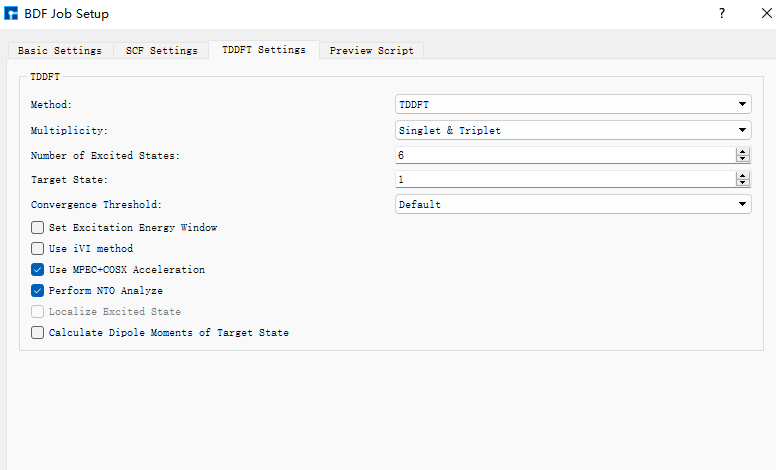 BDF Job Setup ? ×
Basic Settings SCF Settings TDDFT Settings Preview Script
TDDFT
Method: TDDFT
Multiplicity: Singlet & Triplet
Number of Excited States: 6
Target State: 1
Convergence Threshold: Default
Set Excitation Energy Window
Use iVI method
Use MPEC+COSX Acceleration
Perform NTO Analyze
Localize Excited State
Calculate Dipole Moments of Target State